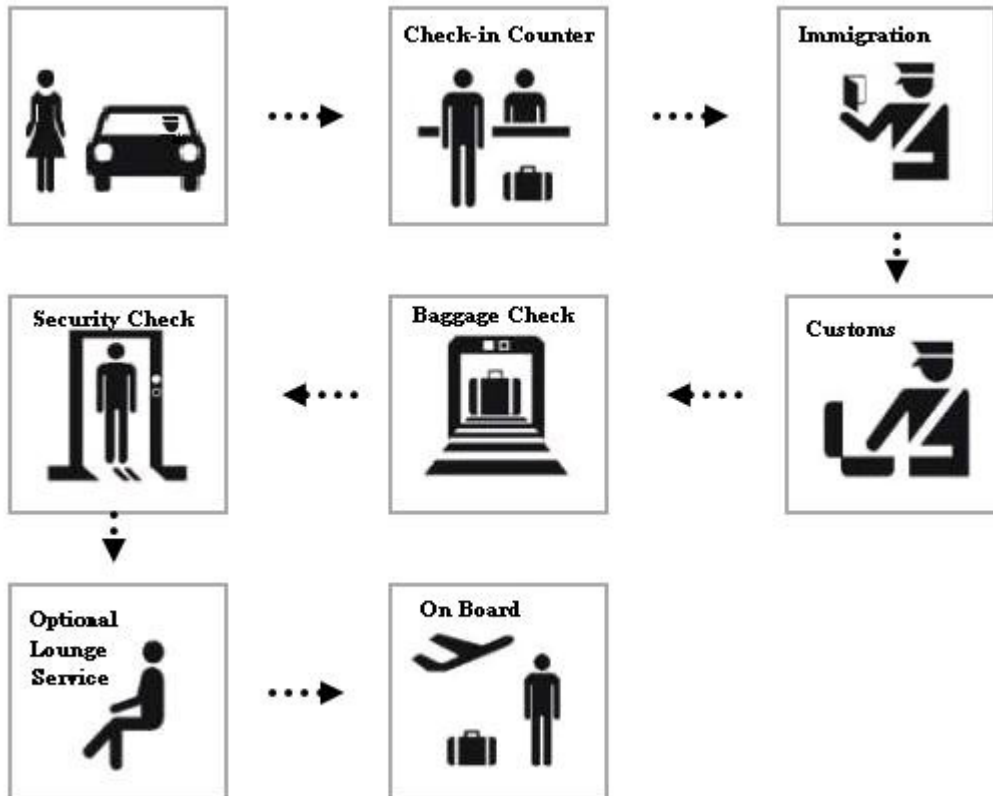 Check-in Counter
Immigration
Customs
Baggage Check
Security Check
Optional
Lounge
Service
On Board